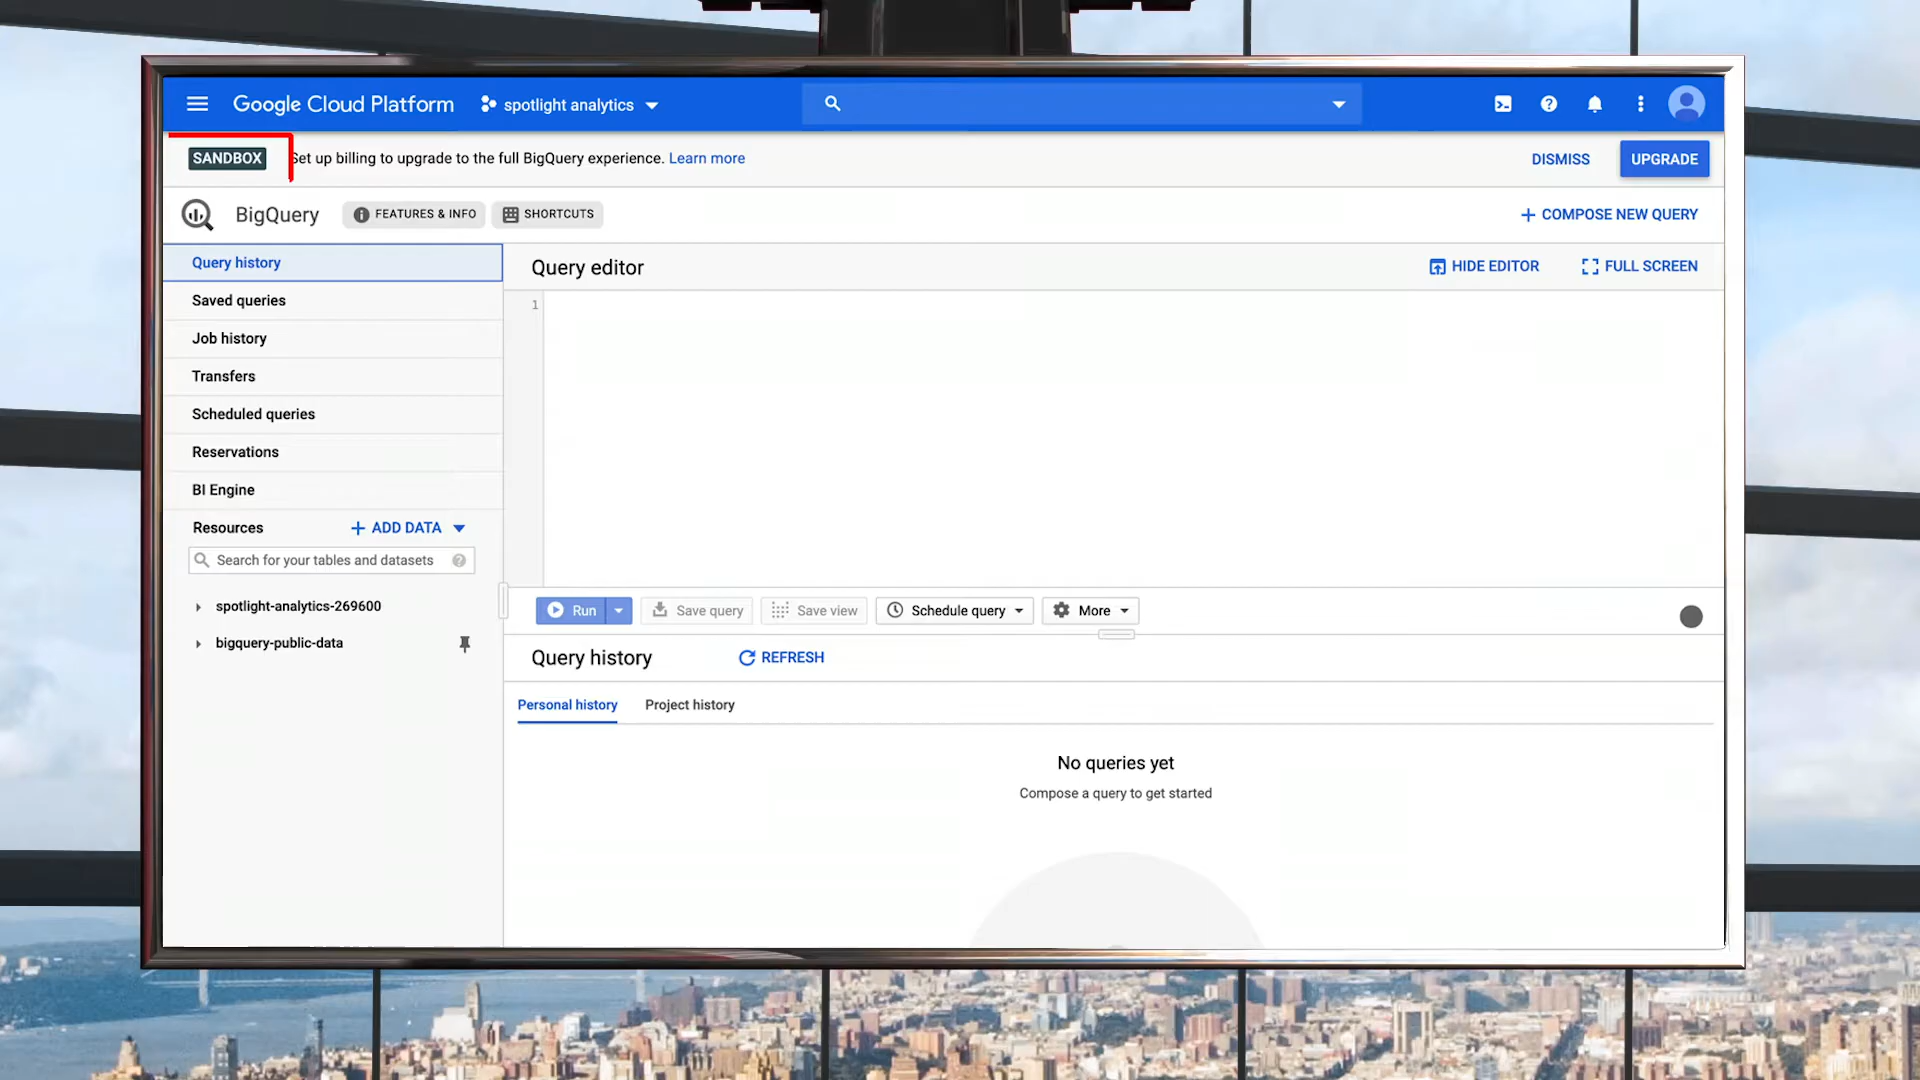 Google Cloud Platform
spotlight analytics
SANDBOX
Set up billing to upgrade to the full BigQuery experience. Learn more
DISMISS
UPGRADE
BigQuery
FEATURES & INFO
SHORTCUTS
COMPOSE NEW QUERY
Query history
Saved queries
Job history
Transfers
Scheduled queries
Reservations
BI Engine
Resources
ADD DATA
Search for your tables and datasets
spotlight-analytics-269600
bigquery-public-data
Query editor
HIDE EDITOR
FULL SCREEN
1
Run
Save query
Save view
Schedule query
More
Query history
REFRESH
Personal history
Project history
No queries yet
Compose a query to get started